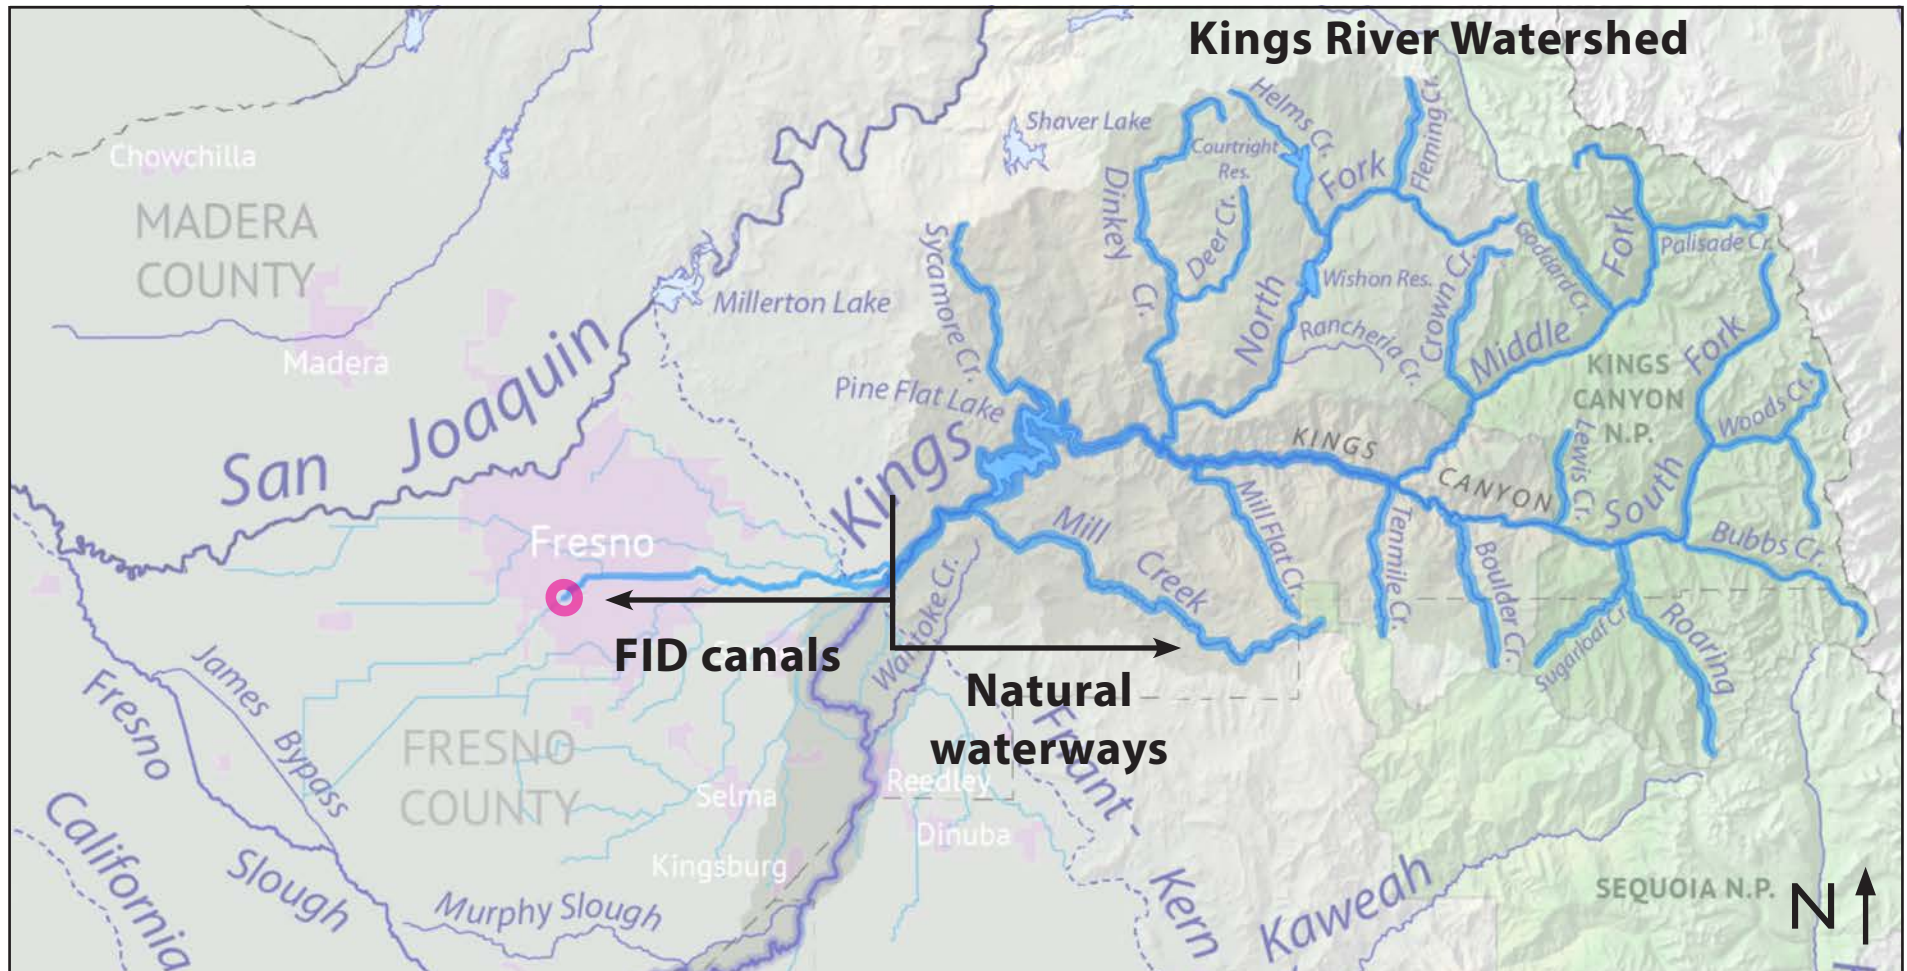 Kings River Watershed
Shaver Lake
Helms Cr.
Courtright
Res.
Fork
Fleming Cr.
Chowchilla
MADERA
COUNTY
Dinkey
Cr.
Deer Cr.
Sycamore Cr.
Goddard Cr.
Fork
Palisade Cr.
Millerton Lake
North
Wishon Res.
Rancheria Cr.
Crown Cr.
Middle
KINGS
CANYON
N.P.
Fork
Woods Cr.
Madera
San Joaquin
Pine Flat Lake
Kings
KINGS
CANYON
Lewis Cr.
South
Bubbs Cr.
Fresno
Mill
Creek
Mill Flat Cr.
Tenmile Cr.
Boulder Cr.
Sugarloaf Cr.
Roaring
FID canals
Wahtoke Cr.
Natural
waterways
James Bypass
Fresno
Slough
FRESNO
COUNTY
Selma
Reedley
Dinuba
Kingsburg
Friant-
Kern
California
Murphy Slough
Kaweah
SEQUOIA N.P.
N